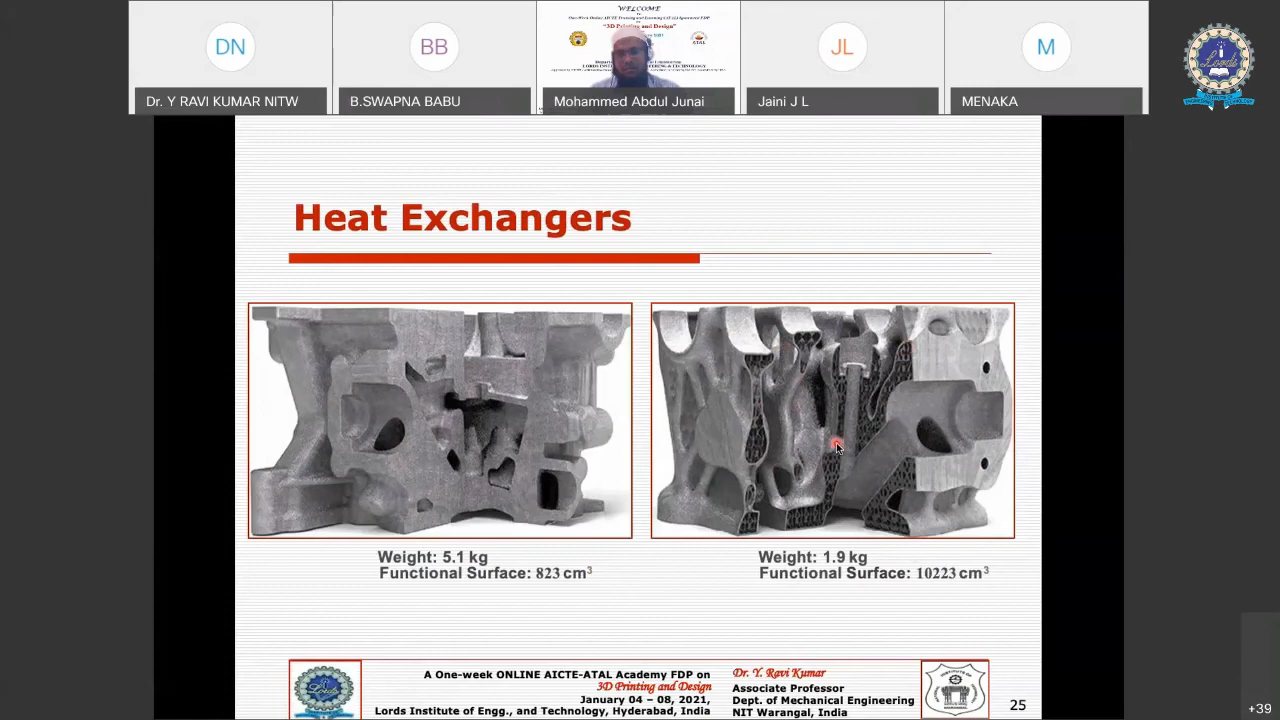 DN
BB
JL
M
WELCOME
"3D Printing and Design"
Dr. Y RAVI KUMAR NITW
B.SWAPNA BABU
Mohammed Abdul Junai
Jaini J L
MENAKA
Lords
Heat Exchangers
Weight: 5.1 kg
Functional Surface: 823 cm³
Weight: 1.9 kg
Functional Surface: 10223 cm³
A One-week ONLINE AICTE-ATAL Academy FDP on
3D Printing and Design
January 04 – 08, 2021,
Lords Institute of Engg., and Technology, Hyderabad, India
Dr. Y. Ravi Kumar
Associate Professor
Dept. of Mechanical Engineering
NIT Warangal, India
Lords
25
+39